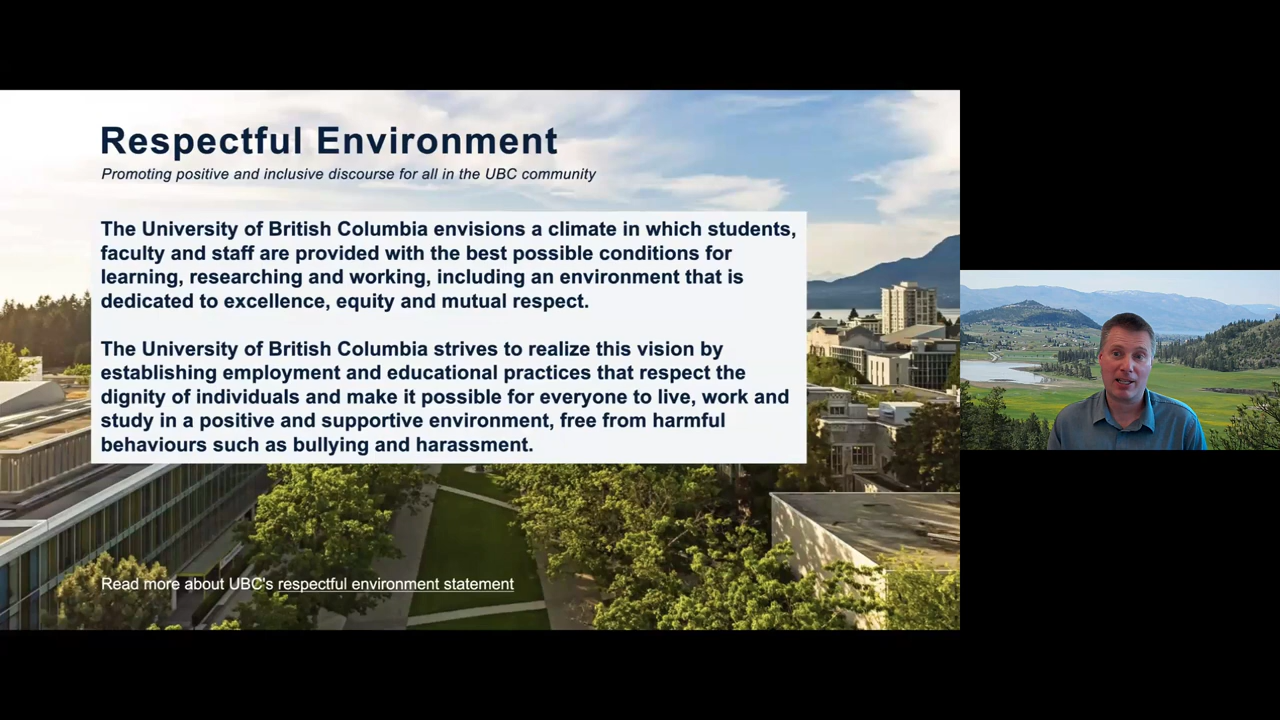 Respectful Environment
Promoting positive and inclusive discourse for all in the UBC community
The University of British Columbia envisions a climate in which students,
faculty and staff are provided with the best possible conditions for
learning, researching and working, including an environment that is
dedicated to excellence, equity and mutual respect.
The University of British Columbia strives to realize this vision by
establishing employment and educational practices that respect the
dignity of individuals and make it possible for everyone to live, work and
study in a positive and supportive environment, free from harmful
behaviours such as bullying and harassment.
Read more about UBC's respectful environment statement